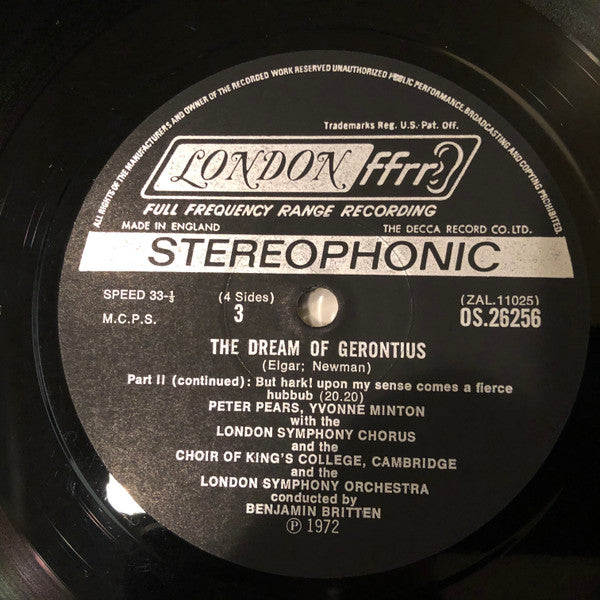 ALL RIGHTS OF THE MANUFACTURERS AND OWNER OF THE RECORDED WORK RESERVED UNAUTHORIZED PUBLIC PERFORMANCE, BROADCASTING AND COPYING PROHIBITED.
Trademarks Reg. U.S. Pat. Off.
LONDON ffrr
FULL FREQUENCY RANGE RECORDING
MADE IN ENGLAND THE DECCA RECORD CO. LTD.
STEREOPHONIC
SPEED 33-⅓ (4 Sides) (ZAL.11025)
M.C.P.S. 3 OS.26256
THE DREAM OF GERONTIUS
(Elgar; Newman)
Part II (continued): But hark! upon my sense comes a fierce
hubbub (20.20)
PETER PEARS, YVONNE MINTON
with the
LONDON SYMPHONY CHORUS
and the
CHOIR OF KING'S COLLEGE, CAMBRIDGE
and the
LONDON SYMPHONY ORCHESTRA
conducted by
BENJAMIN BRITTEN
Ⓟ 1972